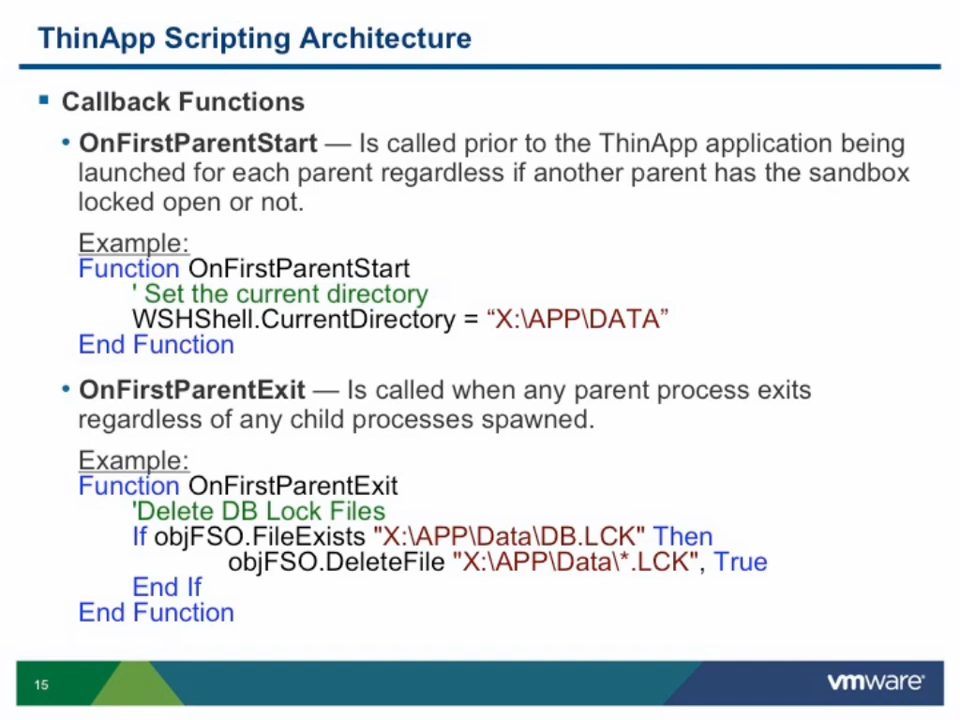 ThinApp Scripting Architecture
Callback Functions
• OnFirstParentStart — Is called prior to the ThinApp application being
launched for each parent regardless if another parent has the sandbox
locked open or not.
Example:
Function OnFirstParentStart
' Set the current directory
WSHShell.CurrentDirectory = “X:\APP\DATA”
End Function
• OnFirstParentExit — Is called when any parent process exits
regardless of any child processes spawned.
Example:
Function OnFirstParentExit
'Delete DB Lock Files
If objFSO.FileExists "X:\APP\Data\DB.LCK" Then
objFSO.DeleteFile "X:\APP\Data\*.LCK", True
End If
End Function
15
vmware®